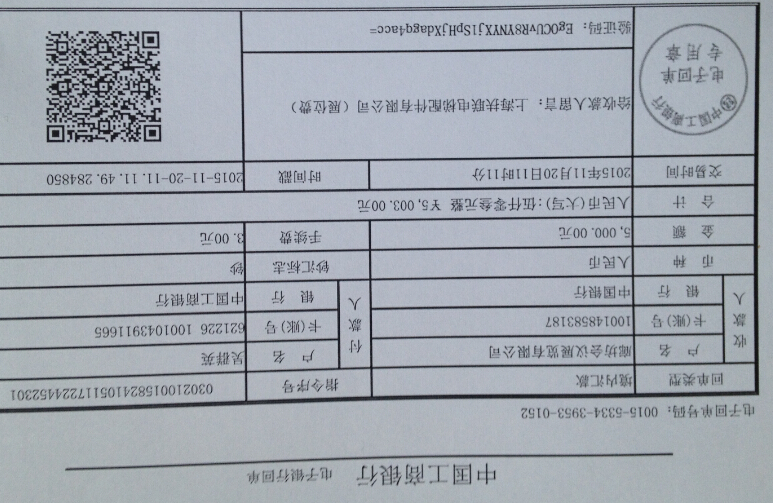 中国工商银行 电子银行回单
电子回单号码：0015-5334-3953-0152
回单类型 境内汇款 指令序号 03021001582410511722452301
收款人 户名 廊坊会议展览有限公司 付款人 户名 吴群英
卡(账)号 100148583187 卡(账)号 621226 1001043911665
银行 中国银行 银行 中国工商银行
币种 人民币 钞汇标志 钞
金额 5,000.00元 手续费 3.00元
合计 人民币(大写)：伍仟零叁元整 ￥5,003.00元
交易时间 2015年11月20日11时11分 时间戳 2015-11-20-11.11.49.284850
给收款人留言：上海扶联电梯配件有限公司（展位费）
验证码：EgOCUvR8YNYXj1SpHJXdagq4acc=
中国工商银行
电子回单
专用章